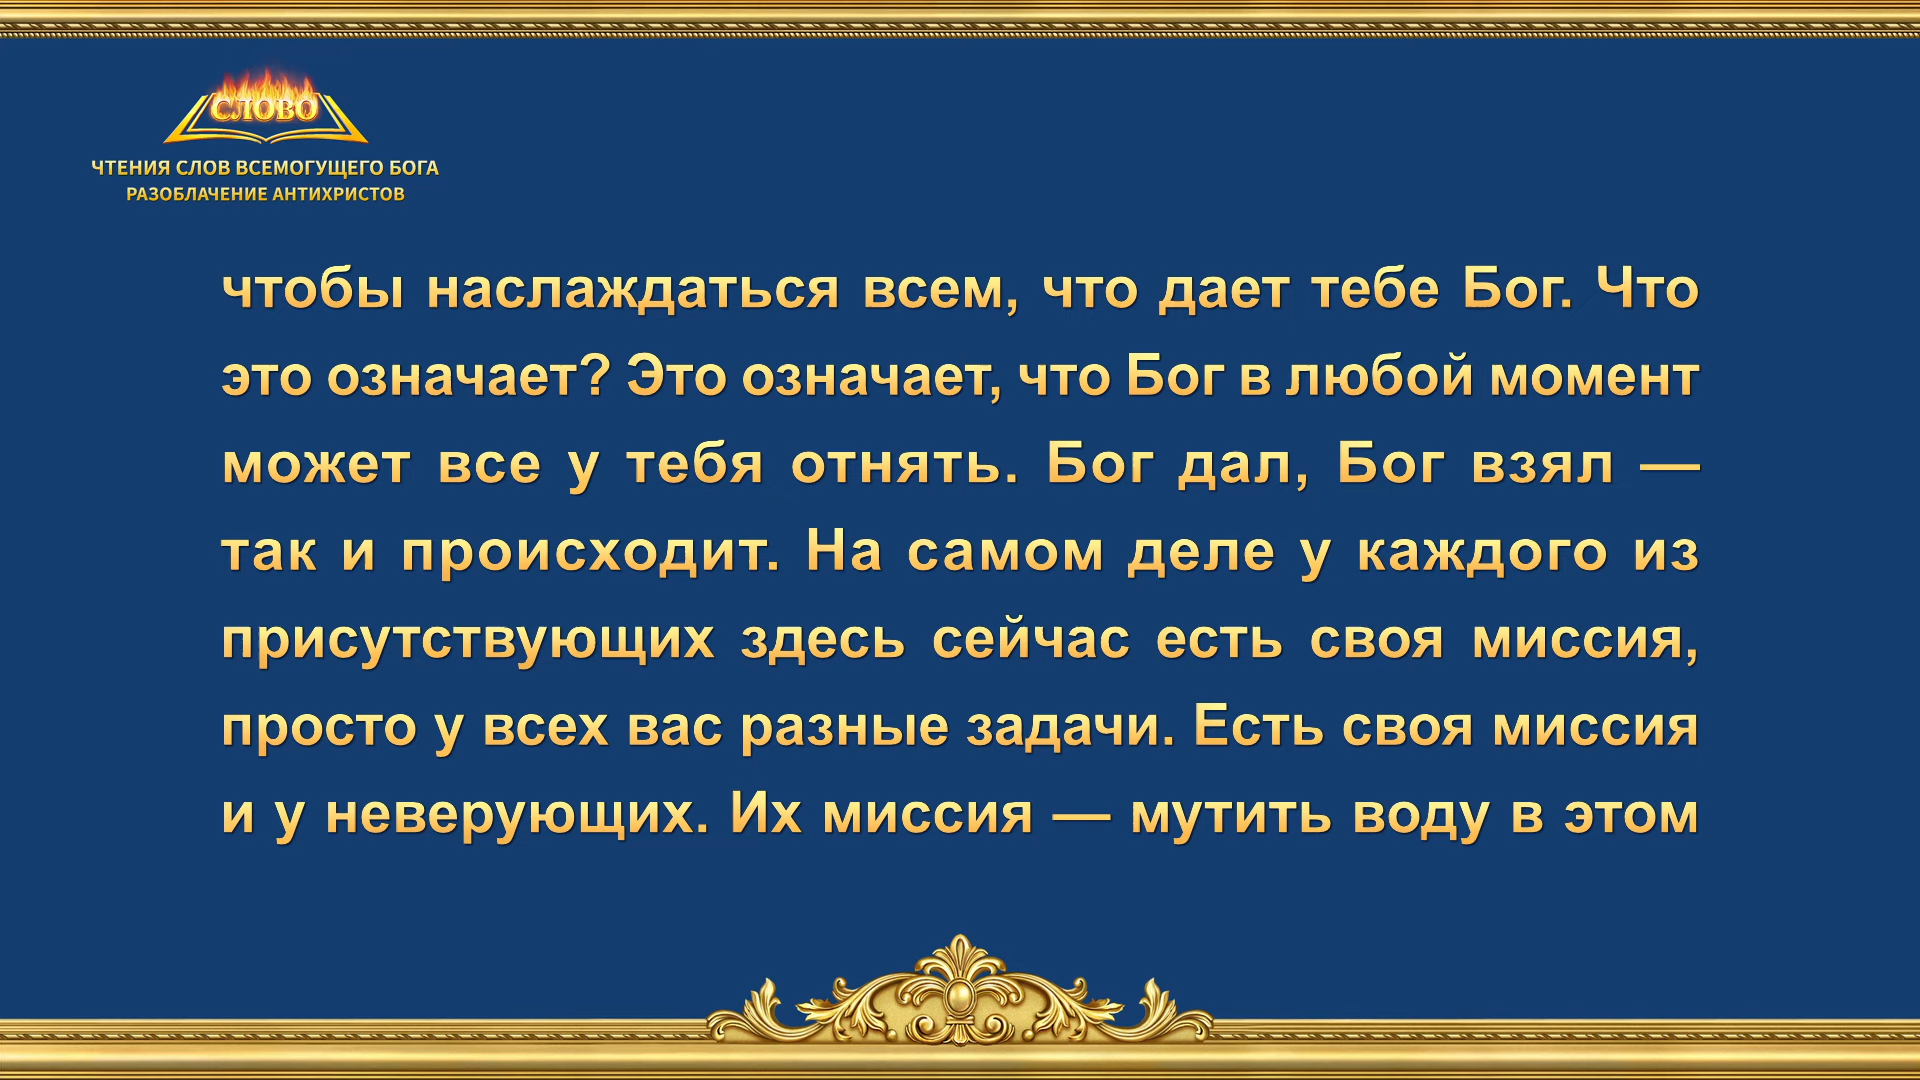 СЛОВО
ЧТЕНИЯ СЛОВ ВСЕМОГУЩЕГО БОГА
РАЗОБЛАЧЕНИЕ АНТИХРИСТОВ
чтобы наслаждаться всем, что дает тебе Бог. Что
это означает? Это означает, что Бог в любой момент
может все у тебя отнять. Бог дал, Бог взял —
так и происходит. На самом деле у каждого из
присутствующих здесь сейчас есть своя миссия,
просто у всех вас разные задачи. Есть своя миссия
и у неверующих. Их миссия — мутить воду в этом